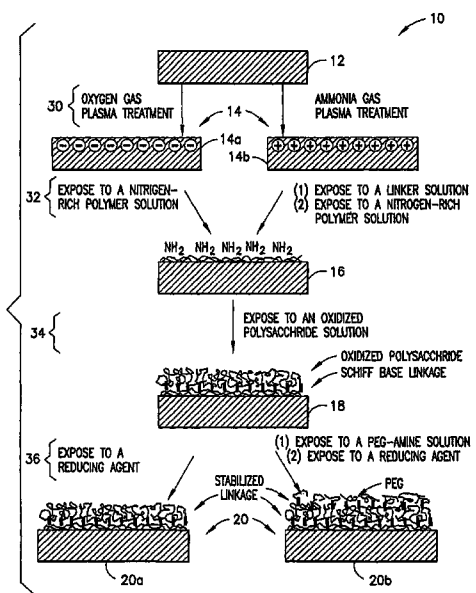 10
12
30
OXYGEN GAS
PLASMA TREATMENT
14
AMMONIA GAS
PLASMA TREATMENT
14a
14b
32
EXPOSE TO A NITRIGEN-
RICH POLYMER SOLUTION
(1) EXPOSE TO A LINKER SOLUTION
(2) EXPOSE TO A NITROGEN-RICH
POLYMER SOLUTION
NH2 NH2 NH2 NH2 NH2
16
34
EXPOSE TO AN OXIDIZED
POLYSACCHRIDE SOLUTION
OXIDIZED POLYSACCHRIDE
SCHIFF BASE LINKAGE
18
36
EXPOSE TO A
REDUCING AGENT
(1) EXPOSE TO A PEG-AMINE SOLUTION
(2) EXPOSE TO A REDUCING AGENT
STABILIZED
LINKAGE
PEG
20
20a
20b